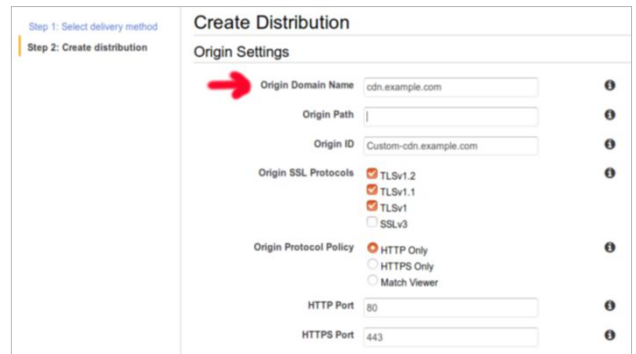 Step 1: Select delivery method
Step 2: Create distribution
Create Distribution
Origin Settings
Origin Domain Name cdn.example.com
Origin Path
Origin ID Custom-cdn.example.com
Origin SSL Protocols TLSv1.2
TLSv1.1
TLSv1
SSLv3
Origin Protocol Policy HTTP Only
HTTPS Only
Match Viewer
HTTP Port 80
HTTPS Port 443